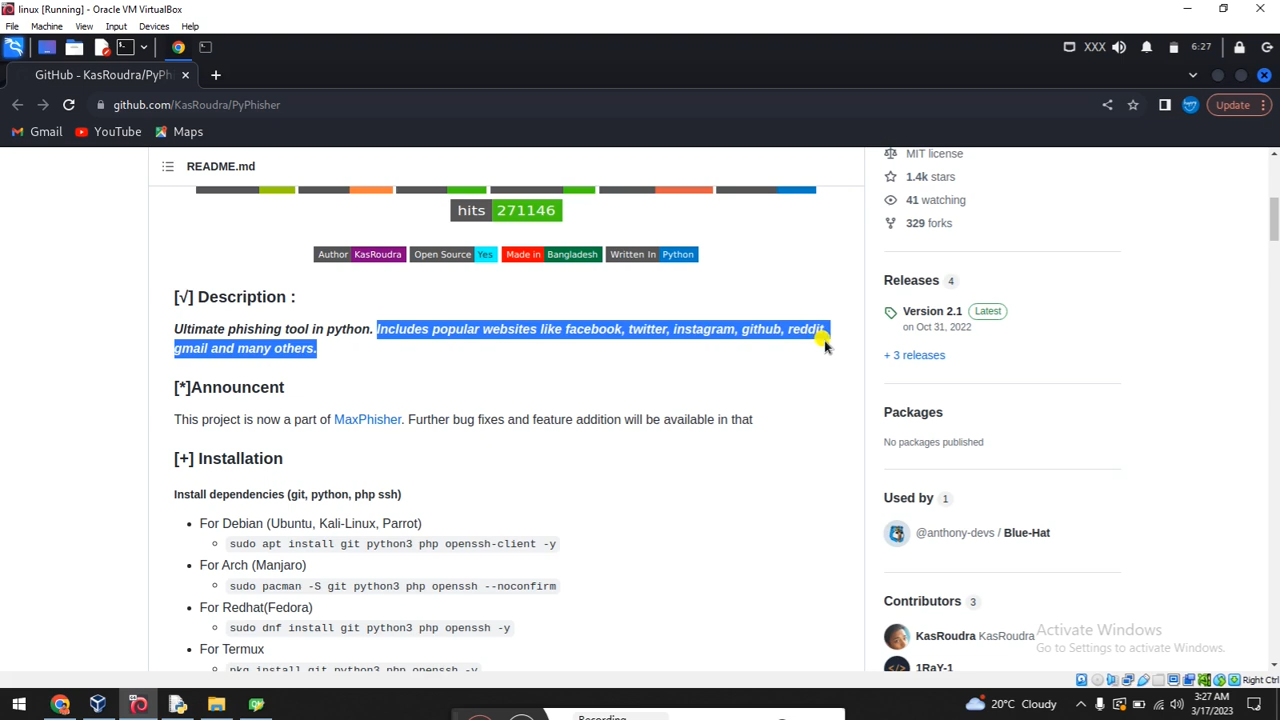 linux [Running] - Oracle VM VirtualBox
File Machine View Input Devices Help
XXX 6:27
GitHub - KasRoudra/PyPh
github.com/KasRoudra/PyPhisher
Update
Gmail YouTube Maps
README.md
hits 271146
Author KasRoudra Open Source Yes Made in Bangladesh Written In Python
[√] Description :
Ultimate phishing tool in python. Includes popular websites like facebook, twitter, instagram, github, reddit,
gmail and many others.
[*]Announcent
This project is now a part of MaxPhisher. Further bug fixes and feature addition will be available in that
[+] Installation
Install dependencies (git, python, php ssh)
For Debian (Ubuntu, Kali-Linux, Parrot)
sudo apt install git python3 php openssh-client -y
For Arch (Manjaro)
sudo pacman -S git python3 php openssh --noconfirm
For Redhat(Fedora)
sudo dnf install git python3 php openssh -y
For Termux
pkg install git python3 php openssh -y
MIT license
1.4k stars
41 watching
329 forks
Releases 4
Version 2.1 Latest
on Oct 31, 2022
+ 3 releases
Packages
No packages published
Used by 1
@anthony-devs / Blue-Hat
Contributors 3
KasRoudra KasRoudra
1RaY-1
Activate Windows
Go to Settings to activate Windows.
Right Ctrl
20°C Cloudy
3:27 AM
3/17/2023
Recording